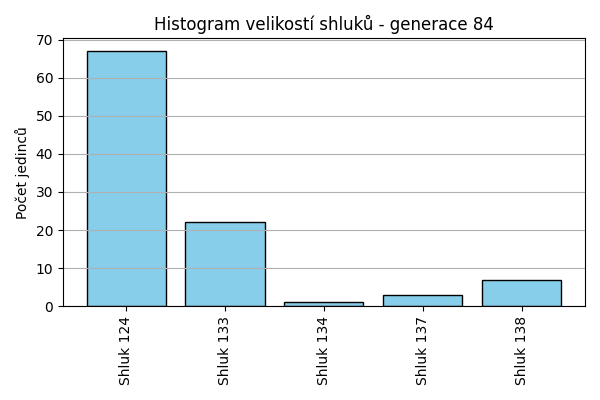 Histogram velikostí shluků - generace 84
Počet jedinců
70
60
50
40
30
20
10
0
Shluk 124
Shluk 133
Shluk 134
Shluk 137
Shluk 138